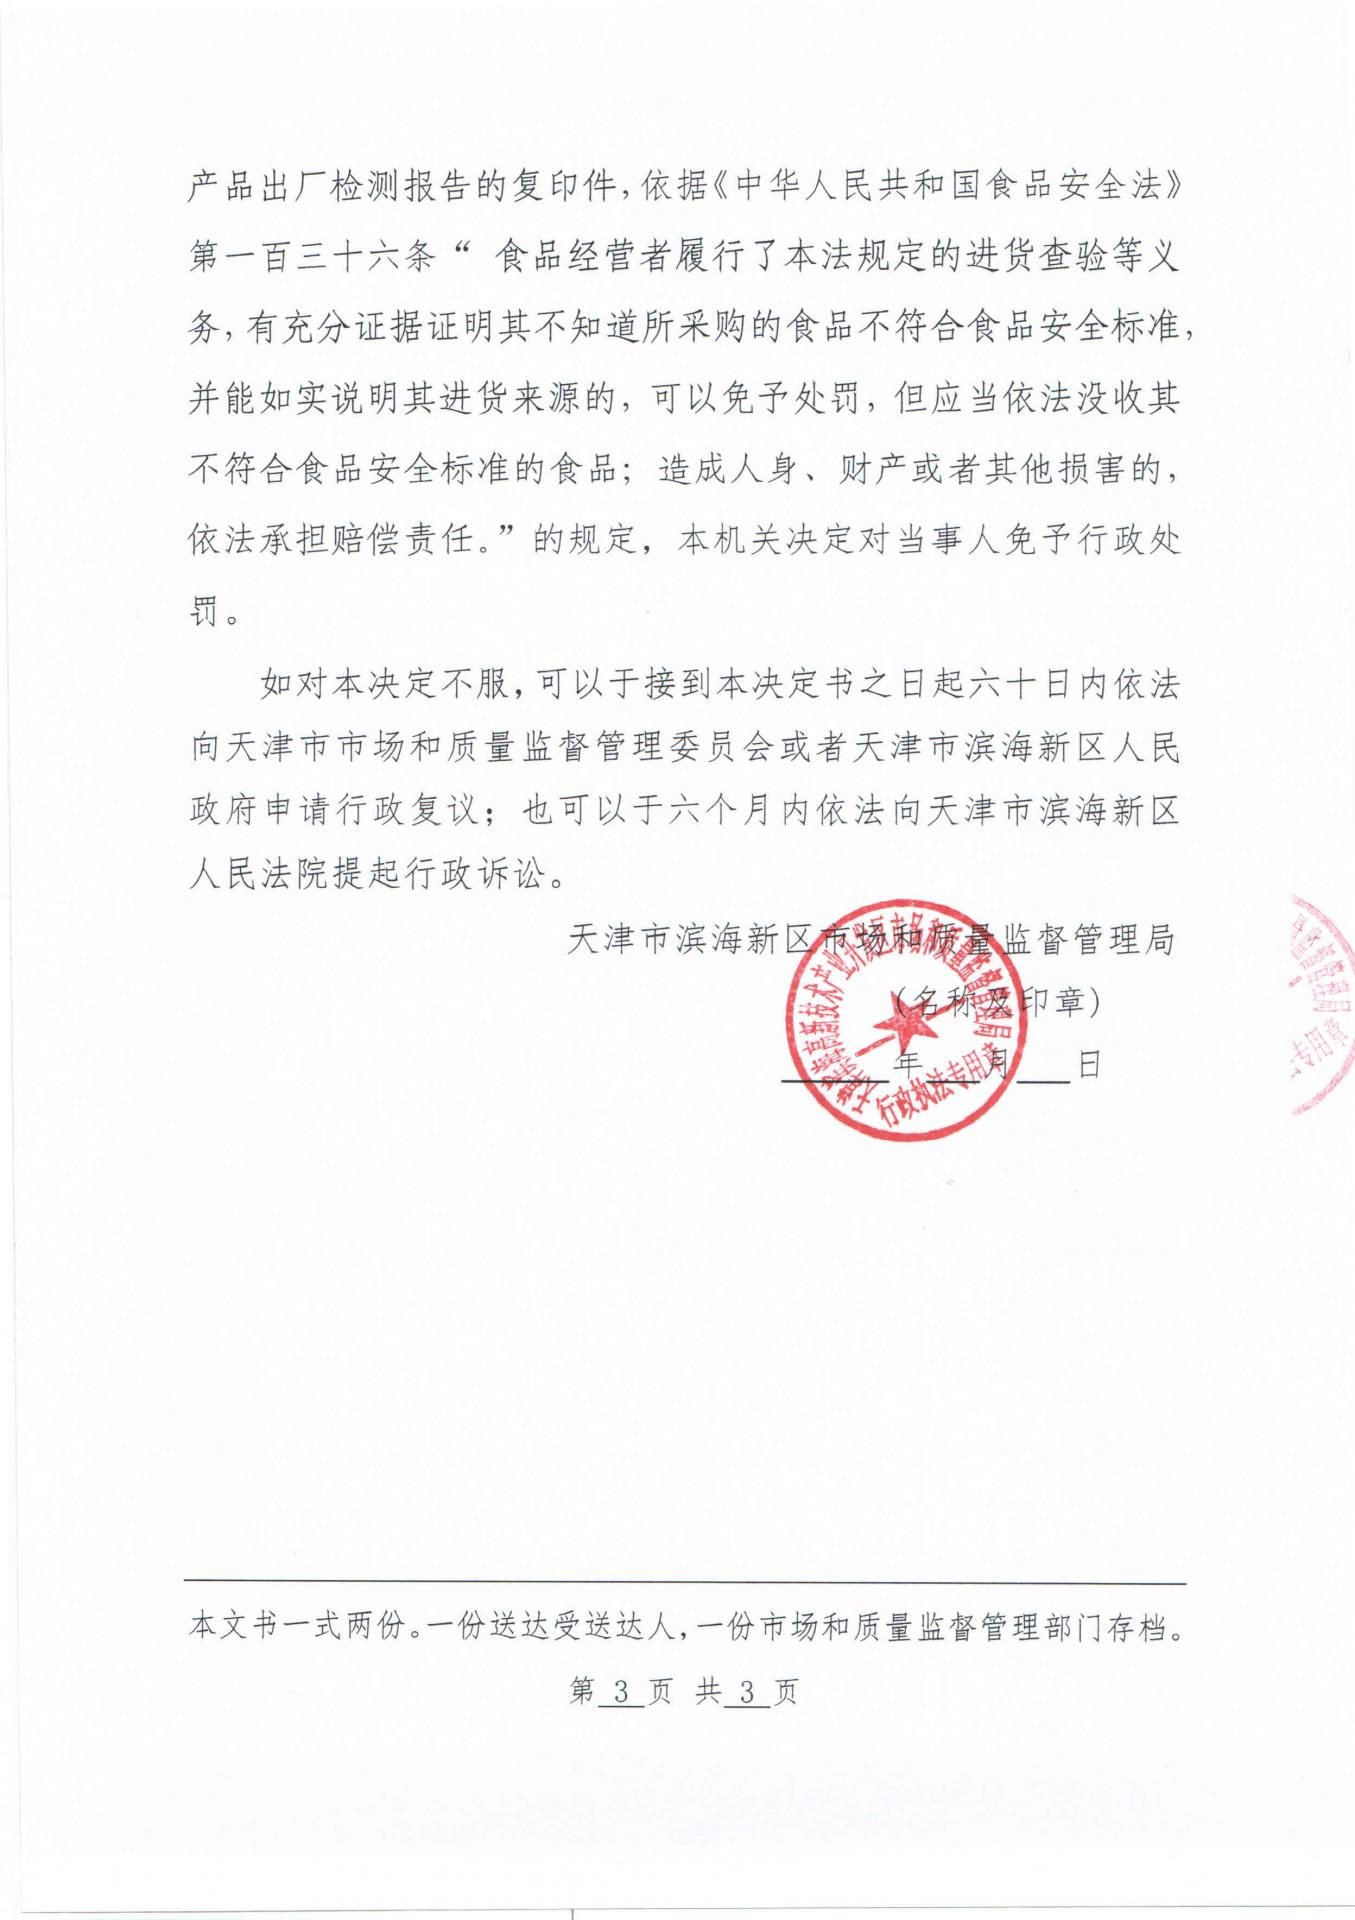 产品出厂检测报告的复印件,依据《中华人民共和国食品安全法》
第一百三十六条“ 食品经营者履行了本法规定的进货查验等义
务,有充分证据证明其不知道所采购的食品不符合食品安全标准,
并能如实说明其进货来源的,可以免予处罚,但应当依法没收其
不符合食品安全标准的食品;造成人身、财产或者其他损害的,
依法承担赔偿责任。”的规定,本机关决定对当事人免予行政处
罚。
如对本决定不服,可以于接到本决定书之日起六十日内依法
向天津市市场和质量监督管理委员会或者天津市滨海新区人民
政府申请行政复议;也可以于六个月内依法向天津市滨海新区
人民法院提起行政诉讼。
天津市滨海新区市场和质量监督管理局
(名称及印章)
年 月 日
行政执法专用章
专用章
本文书一式两份。一份送达受送达人,一份市场和质量监督管理部门存档。
第 3 页 共 3 页